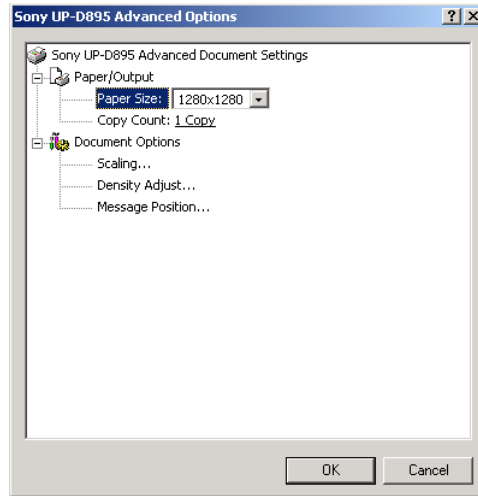 Sony UP-D895 Advanced Options
Sony UP-D895 Advanced Document Settings
Paper/Output
Paper Size: 1280x1280
Copy Count: 1 Copy
Document Options
Scaling...
Density Adjust...
Message Position...
OK Cancel